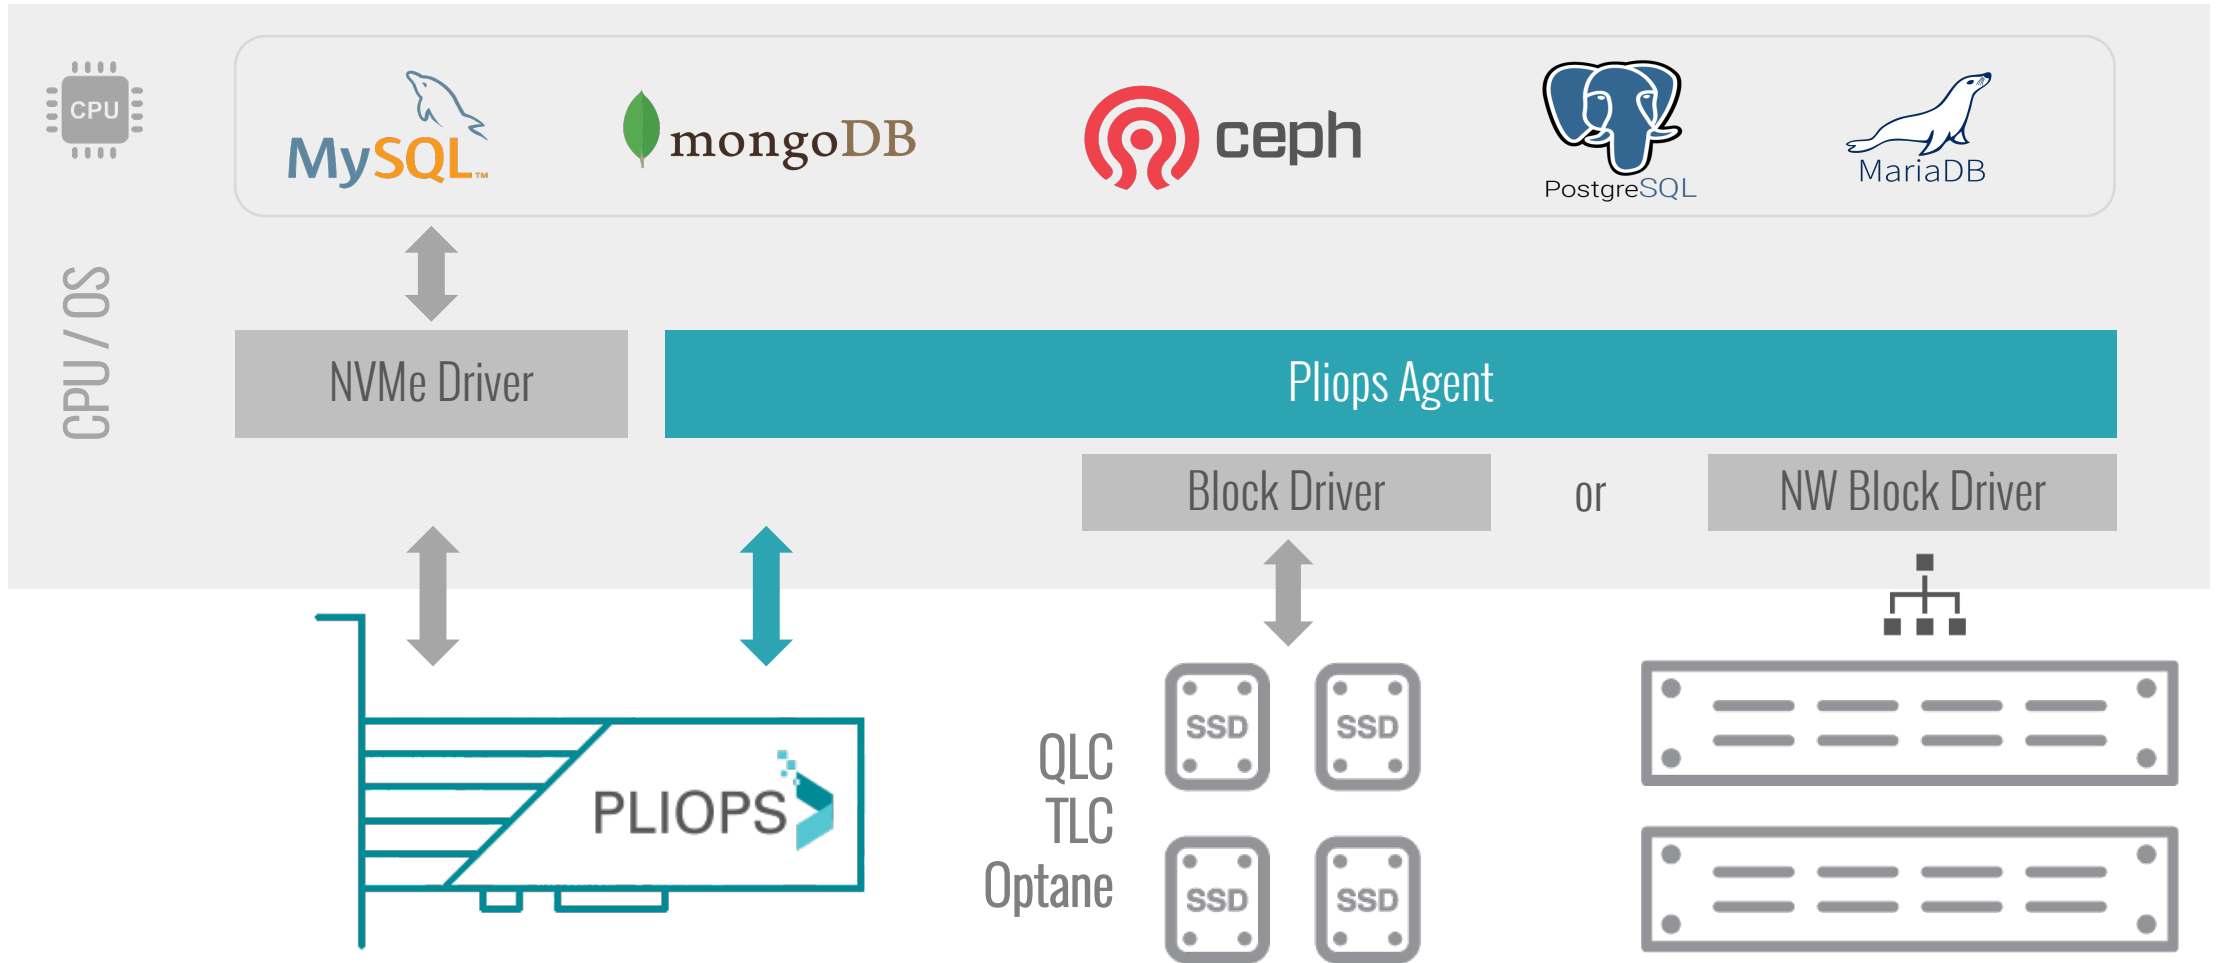 CPU
MySQL™
mongoDB
ceph
PostgreSQL
MariaDB
CPU / OS
NVMe Driver
Pliops Agent
Block Driver
or
NW Block Driver
PLIOPS
QLC
TLC
Optane
SSD
SSD
SSD
SSD